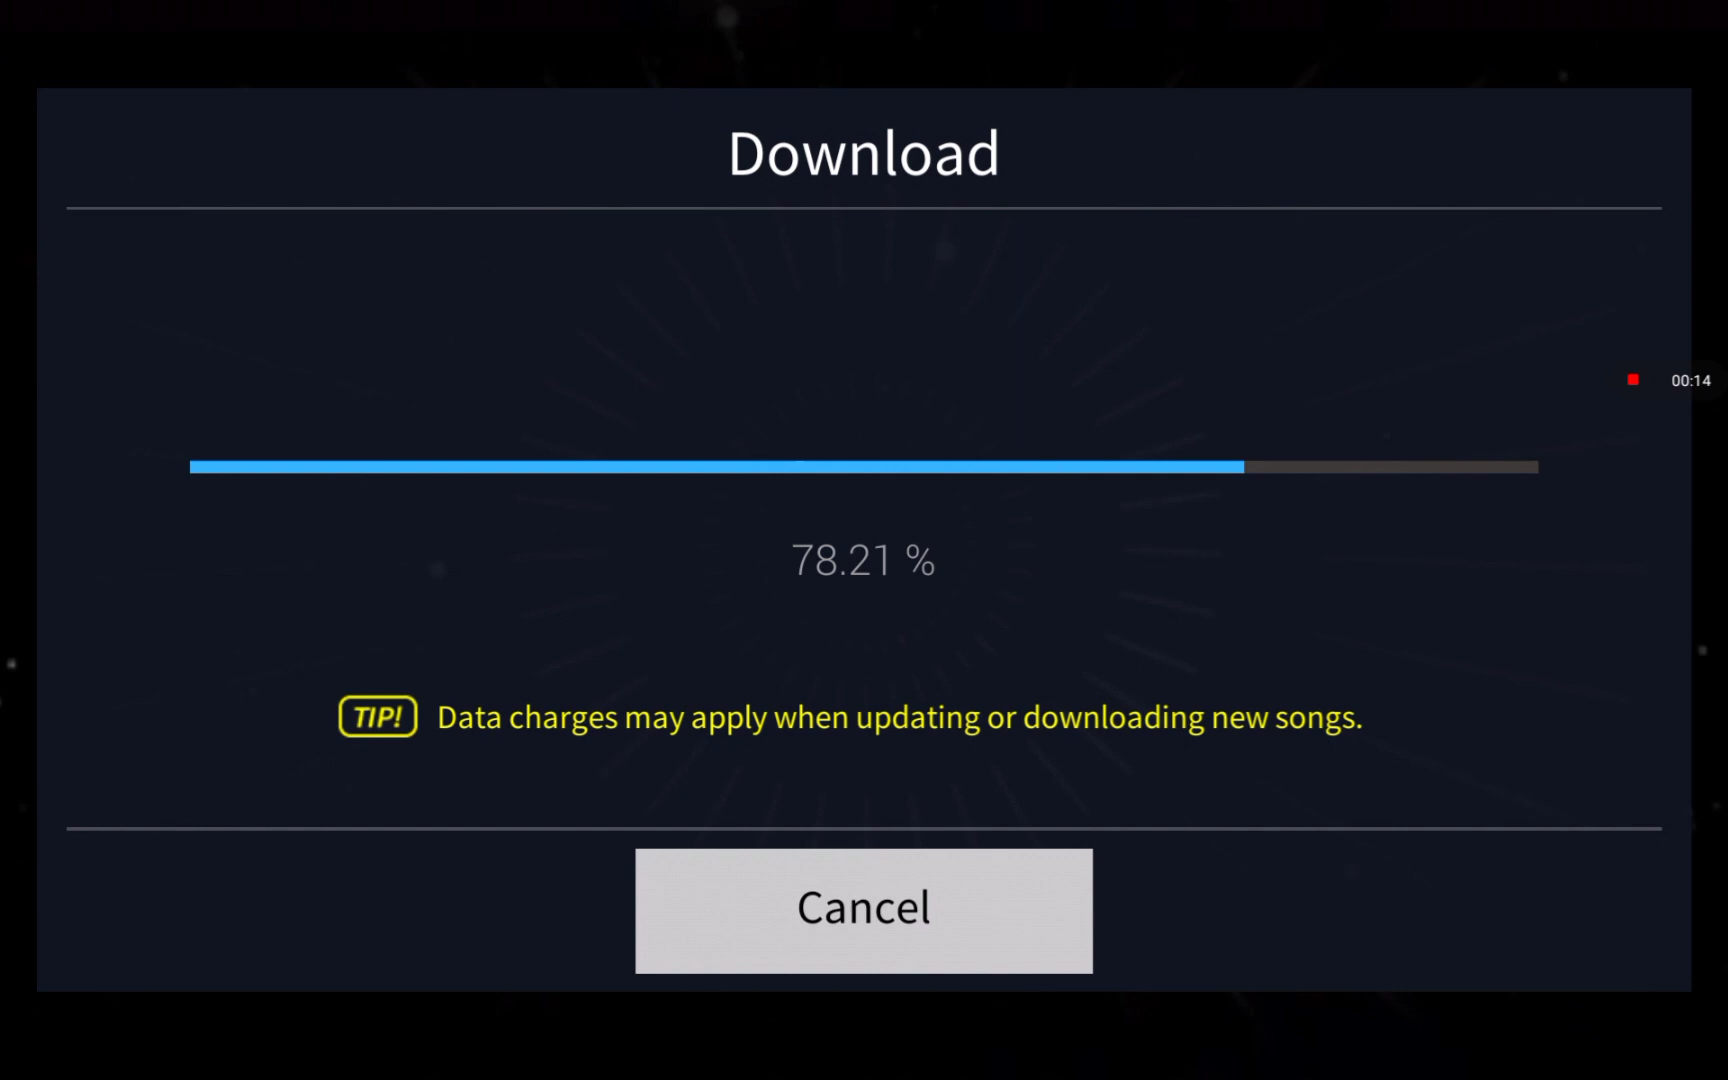 Download
00:14
78.21 %
TIP! Data charges may apply when updating or downloading new songs.
Cancel